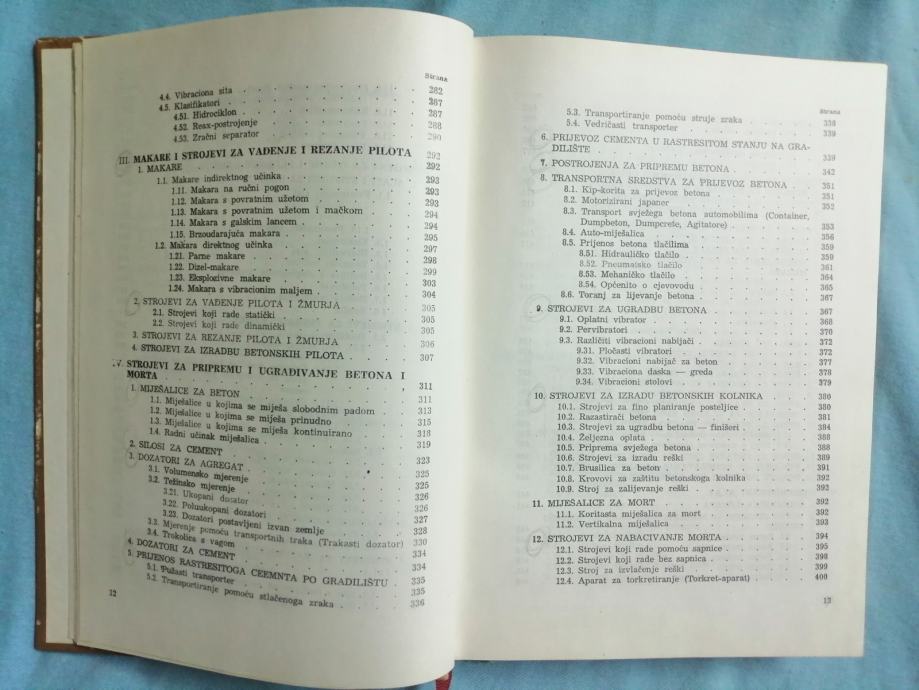 Strana
4.4. Vibraciona sita . . . 282
4.5. Klasifikatori . . . 287
4.51. Hidrociklon . . . 287
4.52. Reax-postrojenje . . . 288
4.53. Zračni separator . . . 290
III. MAKARE I STROJEVI ZA VAĐENJE I REZANJE PILOTA 292
1. MAKARE . . . 292
1.1. Makare indirektnog učinka . . . 293
1.11. Makara na ručni pogon . . . 293
1.12. Makara s povratnim užetom . . . 293
1.13. Makara s povratnim užetom i mačkom . . . 294
1.14. Makara s galskim lancem . . . 294
1.15. Brzoudarajuća makara . . . 295
1.2. Makara direktnog učinka . . . 297
1.21. Parne makare . . . 298
1.22. Dizel-makare . . . 299
1.23. Eksplozivne makare . . . 303
1.24. Makara s vibracionim maljem . . . 304
2. STROJEVI ZA VAĐENJE PILOTA I ŽMURJA . . . 305
2.1. Strojevi koji rade statički . . . 305
2.2. Strojevi koji rade dinamički . . . 305
3. STROJEVI ZA REZANJE PILOTA I ŽMURJA . . . 306
4. STROJEVI ZA IZRADBU BETONSKIH PILOTA . . . 307
IV. STROJEVI ZA PRIPREMU I UGRAĐIVANJE BETONA I
MORTA . . . 311
1. MIJEŠALICE ZA BETON . . . 311
1.1. Miješalice u kojima se miješa slobodnim padom . . . 313
1.2. Miješalice u kojima se miješa prinudno . . . 315
1.3. Miješalice u kojima se miješa kontinuirano . . . 318
1.4. Radni učinak miješalica . . . 319
2. SILOSI ZA CEMENT . . . 323
3. DOZATORI ZA AGREGAT . . . 325
3.1. Volumensko mjerenje . . . 325
3.2. Težinsko mjerenje . . . 326
3.21. Ukopani dozator . . . 326
3.22. Poluukopani dozatori . . . 327
3.23. Dozatori postavljeni izvan zemlje . . . 328
3.3. Mjerenje pomoću transportnih traka (Trakasti dozator) 330
3.4. Trokolica s vagom . . . 334
4. DOZATORI ZA CEMENT . . . 334
5. PRIJENOS RASTRESITOGA CEEMNTA PO GRADILIŠTU . . . 335
5.1. Pužasti transporter . . . 335
5.2. Transportiranje pomoću stlačenoga zraka . . . 336
12
Strana
5.3. Transportiranje pomoću struje zraka . . . 338
5.4. Vedričasti transporter . . . 339
6. PRIJEVOZ CEMENTA U RASTRESITOM STANJU NA GRA-
DILIŠTE . . . 339
7. POSTROJENJA ZA PRIPREMU BETONA . . . 342
8. TRANSPORTNA SREDSTVA ZA PRIJEVOZ BETONA . . . 351
8.1. Kip-korita za prijevoz betona . . . 351
8.2. Motorizirani japaner . . . 352
8.3. Transport svježega betona automobilima (Container,
Dumpbeton, Dumpcrete, Agitatore) . . . 353
8.4. Auto-miješalica . . . 356
8.5. Prijenos betona tlačilima . . . 359
8.51. Hidrauličko tlačilo . . . 359
8.52. Pneumatsko tlačilo . . . 361
8.53. Mehaničko tlačilo . . . 364
8.54. Općenito o cjevovodu . . . 365
8.6. Toranj za lijevanje betona . . . 367
9. STROJEVI ZA UGRADBU BETONA . . . 367
9.1. Oplatni vibrator . . . 368
9.2. Pervibratori . . . 370
9.3. Različiti vibracioni nabijači . . . 372
9.31. Pločasti vibratori . . . 372
9.32. Vibracioni nabijač za beton . . . 377
9.33. Vibraciona daska — greda . . . 378
9.34. Vibracioni stolovi . . . 379
10. STROJEVI ZA IZRADU BETONSKIH KOLNIKA . . . 380
10.1. Strojevi za fino planiranje posteljice . . . 380
10.2. Razastirači betona . . . 381
10.3. Strojevi za ugradbu betona — finišeri . . . 384
10.4. Željezna oplata . . . 388
10.5. Priprema svježega betona . . . 388
10.6. Strojevi za izradu reški . . . 389
10.7. Brusilica za beton . . . 391
10.8. Krovovi za zaštitu betonskoga kolnika . . . 392
10.9. Stroj za zalijevanje reški . . . 392
11. MIJEŠALICE ZA MORT . . . 392
11.1. Koritasta miješalica za mort . . . 392
11.2. Vertikalna miješalica . . . 393
12. STROJEVI ZA NABACIVANJE MORTA . . . 394
12.1. Strojevi koji rade pomoću sapnice . . . 395
12.2. Strojevi koji rade bez sapnica . . . 398
12.3. Stroj za izvlačenje reški . . . 399
12.4. Aparat za torkretiranje (Torkret-aparat) . . . 400
13